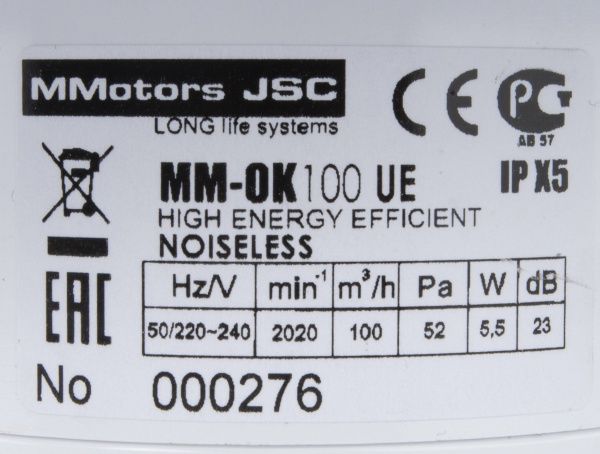 MMotors JSC
LONG life systems
CE
PG
AB 57
MM-OK100 UE
IP X5
HIGH ENERGY EFFICIENT
NOISELESS
EAC
Hz/V min⁻¹ m³/h Pa W dB
50/220~240 2020 100 52 5,5 23
No 000276